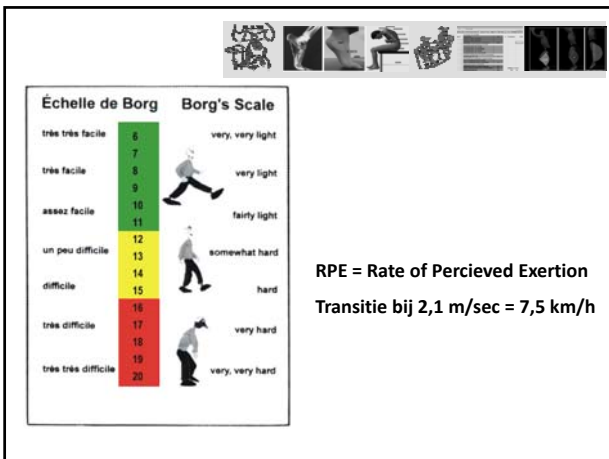 Échelle de Borg Borg's Scale
très très facile 6 very, very light
7
très facile 8 very light
9
10
assez facile 11 fairly light
12
un peu difficile 13 somewhat hard
14
difficile 15 hard
16
très difficile 17 very hard
18
19
très très difficile 20 very, very hard
RPE = Rate of Percieved Exertion
Transitie bij 2,1 m/sec = 7,5 km/h